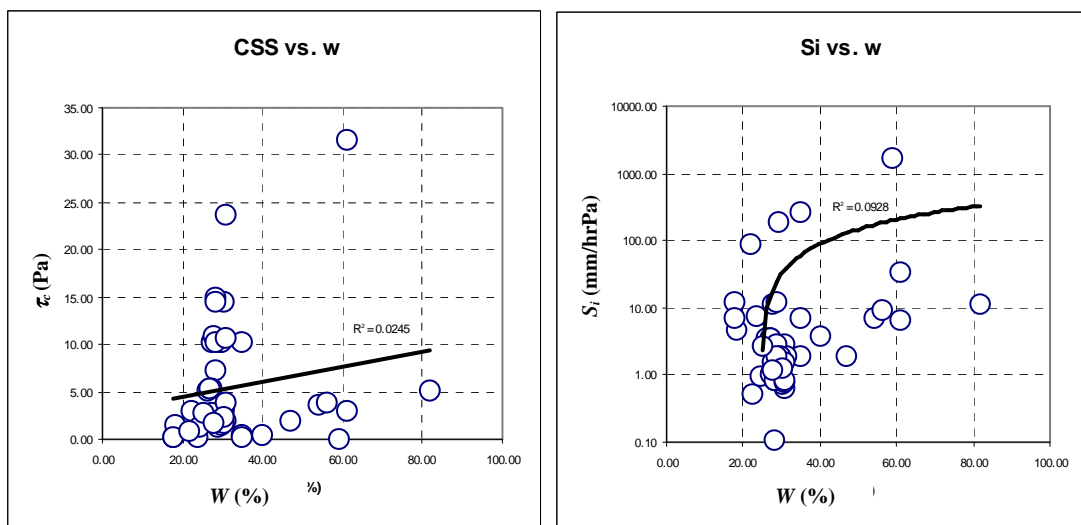 CSS vs. w
35.00
30.00
25.00
20.00
15.00
10.00
5.00
0.00
τc (Pa)
R² = 0.0245
0.00 20.00 40.00 60.00 80.00 100.00
W (%) %)
Si vs. w
10000.00
1000.00
100.00
10.00
1.00
0.10
Si (mm/hrPa)
R² = 0.0928
0.00 20.00 40.00 60.00 80.00 100.00
W (%) )